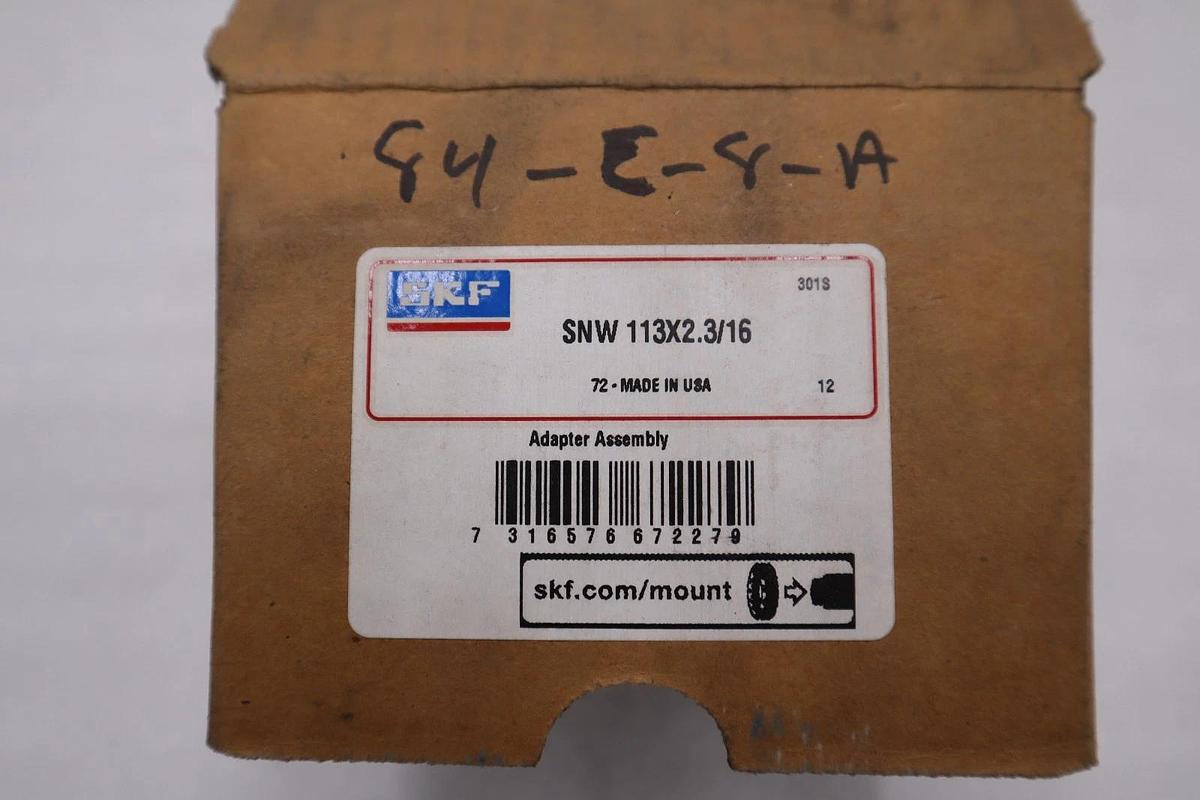 84-E-8-A
SKF
301S
SNW 113X2.3/16
72 - MADE IN USA
12
Adapter Assembly
7 316576 672279
skf.com/mount